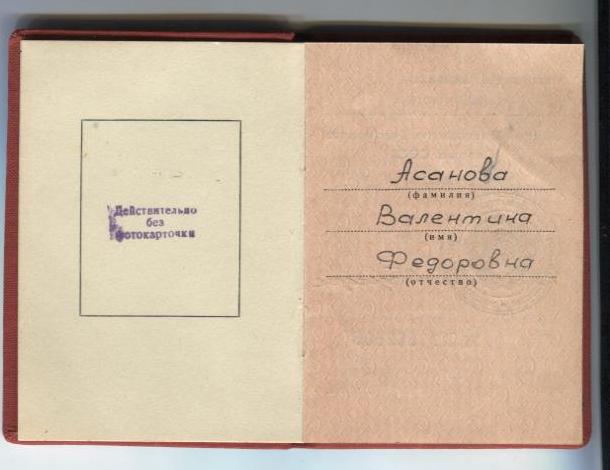 Действительно
без
фотокарточки
Асанова
(фамилия)
Валентина
(имя)
Федоровна
(отчество)